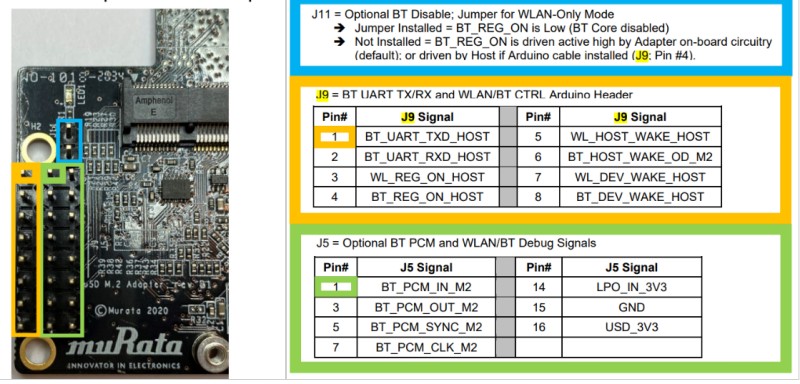 J11 = Optional BT Disable; Jumper for WLAN-Only Mode
➔ Jumper Installed = BT_REG_ON is Low (BT Core disabled)
➔ Not Installed = BT_REG_ON is driven active high by Adapter on-board circuitry
(default); or driven by Host if Arduino cable installed (J9; Pin #4).
J9 = BT UART TX/RX and WLAN/BT CTRL Arduino Header
Pin# J9 Signal Pin# J9 Signal
1 BT_UART_TXD_HOST 5 WL_HOST_WAKE_HOST
2 BT_UART_RXD_HOST 6 BT_HOST_WAKE_OD_M2
3 WL_REG_ON_HOST 7 WL_DEV_WAKE_HOST
4 BT_REG_ON_HOST 8 BT_DEV_WAKE_HOST
J5 = Optional BT PCM and WLAN/BT Debug Signals
Pin# J5 Signal Pin# J5 Signal
1 BT_PCM_IN_M2 14 LPO_IN_3V3
3 BT_PCM_OUT_M2 15 GND
5 BT_PCM_SYNC_M2 16 USD_3V3
7 BT_PCM_CLK_M2
LED1
Amphenol
E
H2
uSD M.2 Adapter
©Murata 2020
muRata
INNOVATOR IN ELECTRONICS